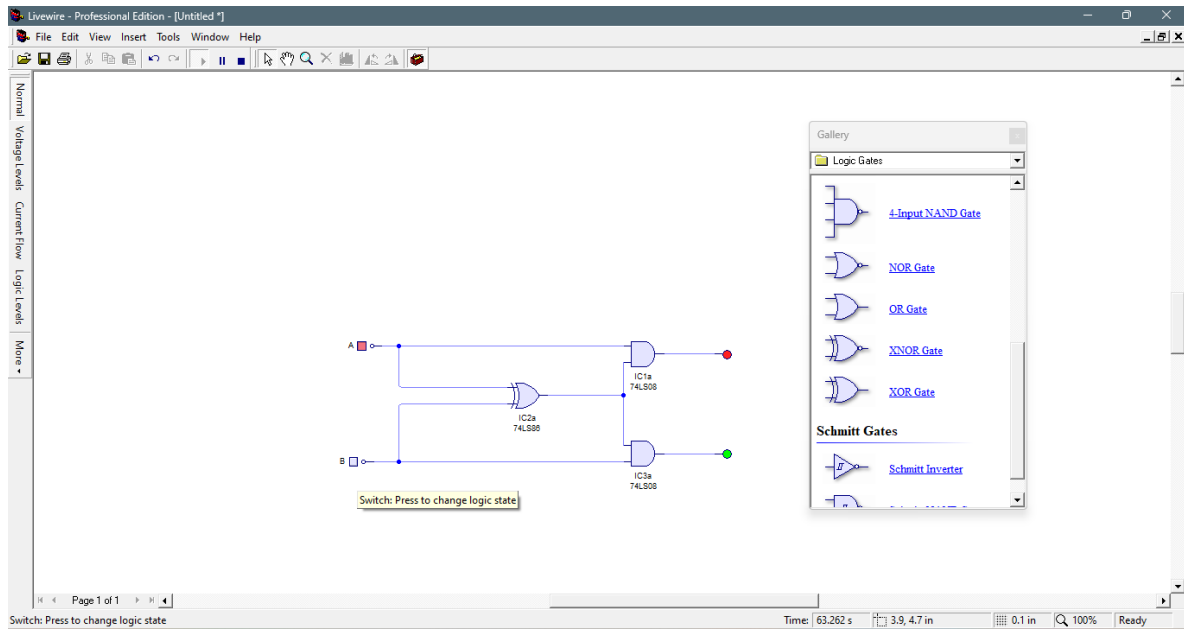 Livewire - Professional Edition - [Untitled *]
File Edit View Insert Tools Window Help
Normal
Voltage Levels
Current Flow
Logic Levels
More
Gallery
Logic Gates
4-Input NAND Gate
NOR Gate
OR Gate
XNOR Gate
XOR Gate
Schmitt Gates
Schmitt Inverter
A
IC1a
74LS08
IC2a
74LS86
B
IC3a
74LS08
Switch: Press to change logic state
Page 1 of 1
Switch: Press to change logic state
Time: 63.262 s
3.9, 4.7 in
0.1 in
100%
Ready